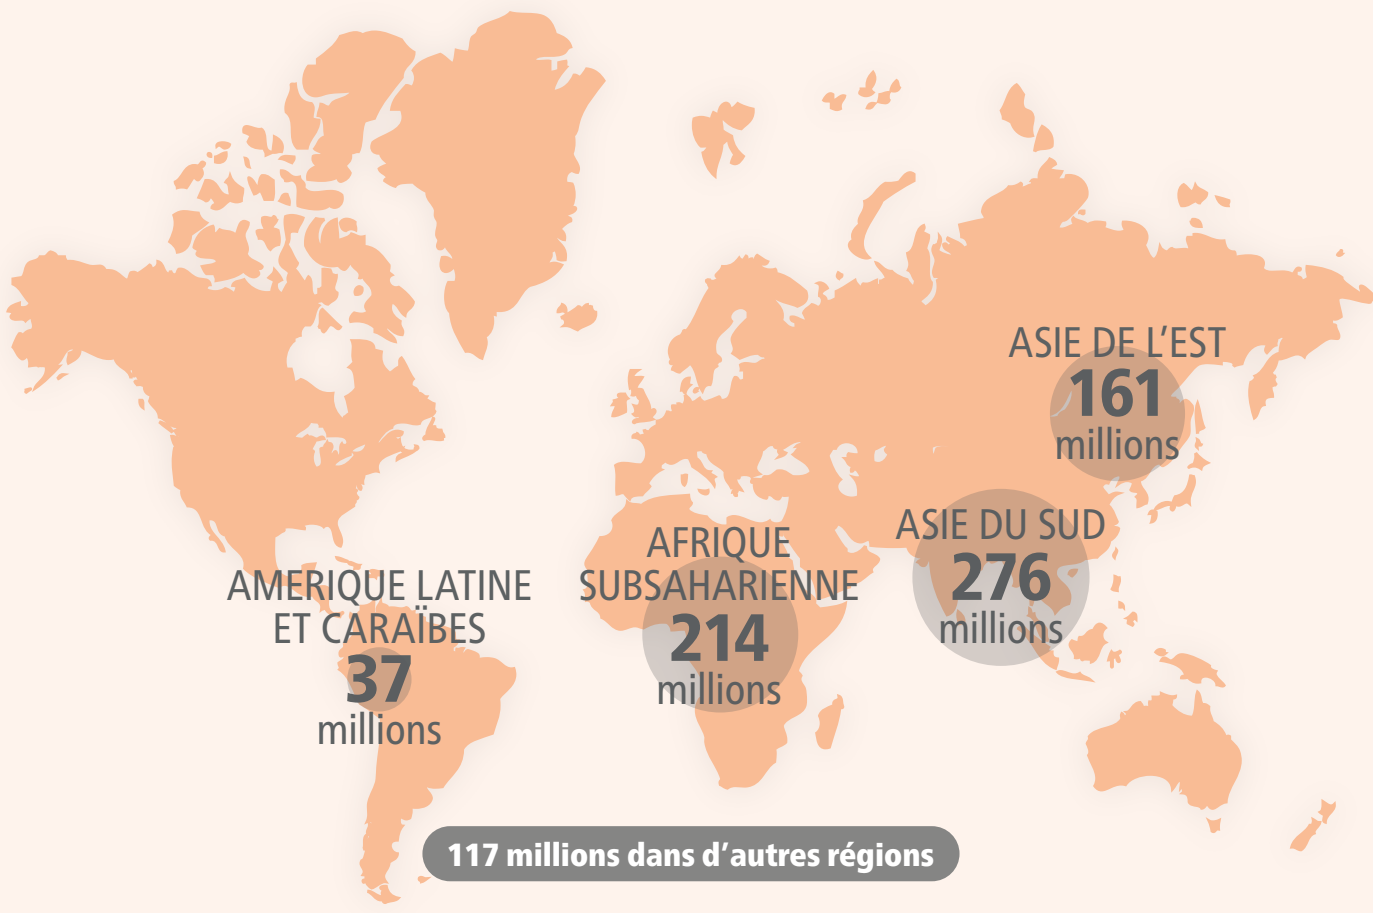 ASIE DE L’EST
161
millions
ASIE DU SUD
276
millions
AFRIQUE
SUBSAHARIENNE
214
millions
AMERIQUE LATINE
ET CARAÏBES
37
millions
117 millions dans d’autres régions